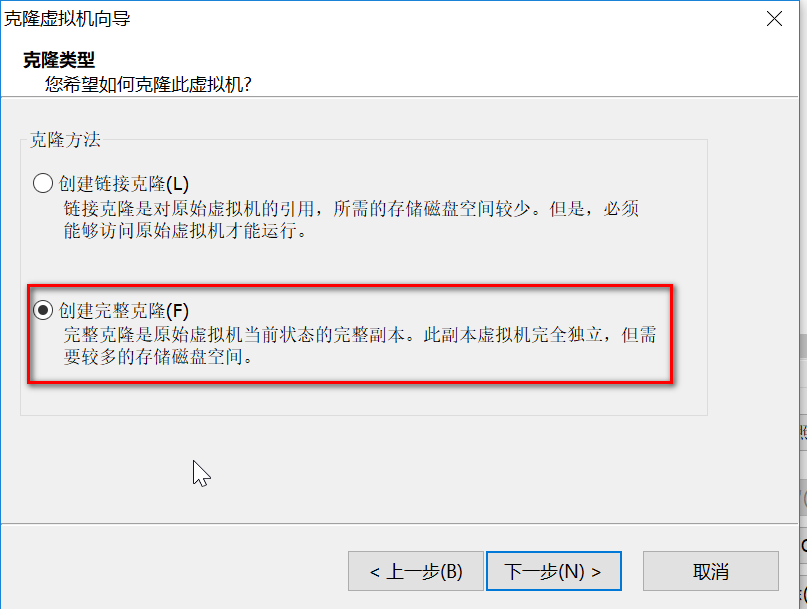 克隆虚拟机向导
克隆类型
您希望如何克隆此虚拟机?
克隆方法
创建链接克隆(L)
链接克隆是对原始虚拟机的引用，所需的存储磁盘空间较少。但是，必须
能够访问原始虚拟机才能运行。
创建完整克隆(F)
完整克隆是原始虚拟机当前状态的完整副本。此副本虚拟机完全独立，但需
要较多的存储磁盘空间。
< 上一步(B)
下一步(N) >
取消